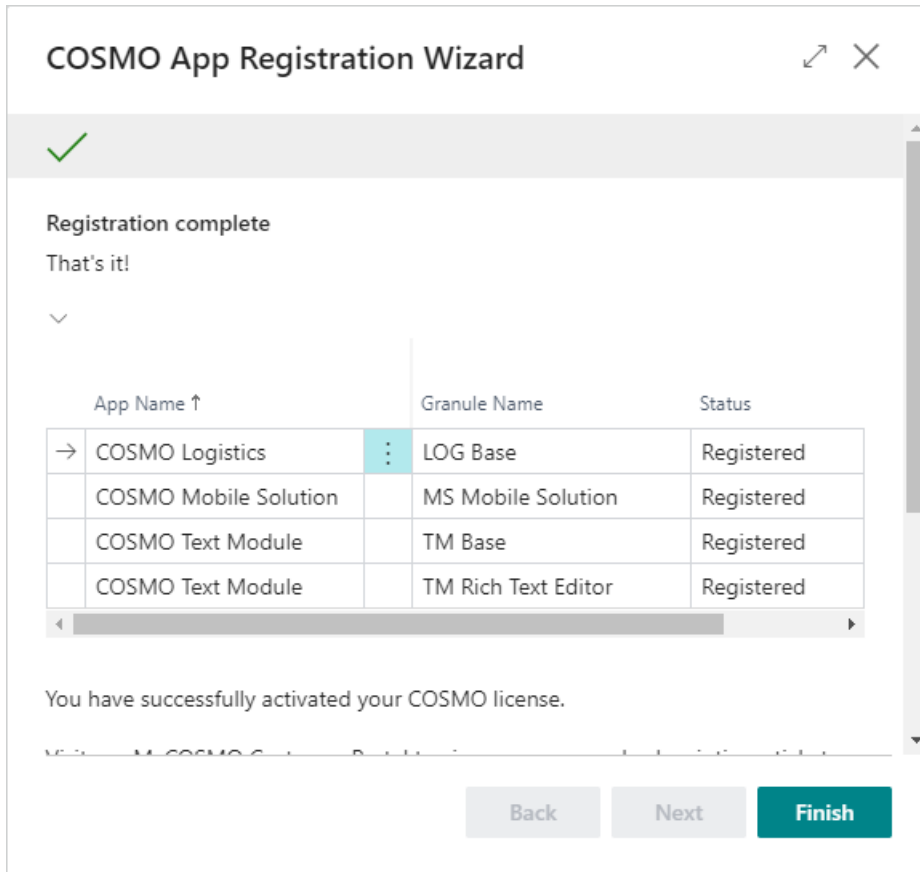 COSMO App Registration Wizard
Registration complete
That's it!
App Name ↑ Granule Name Status
COSMO Logistics LOG Base Registered
COSMO Mobile Solution MS Mobile Solution Registered
COSMO Text Module TM Base Registered
COSMO Text Module TM Rich Text Editor Registered
You have successfully activated your COSMO license.
Back Next Finish